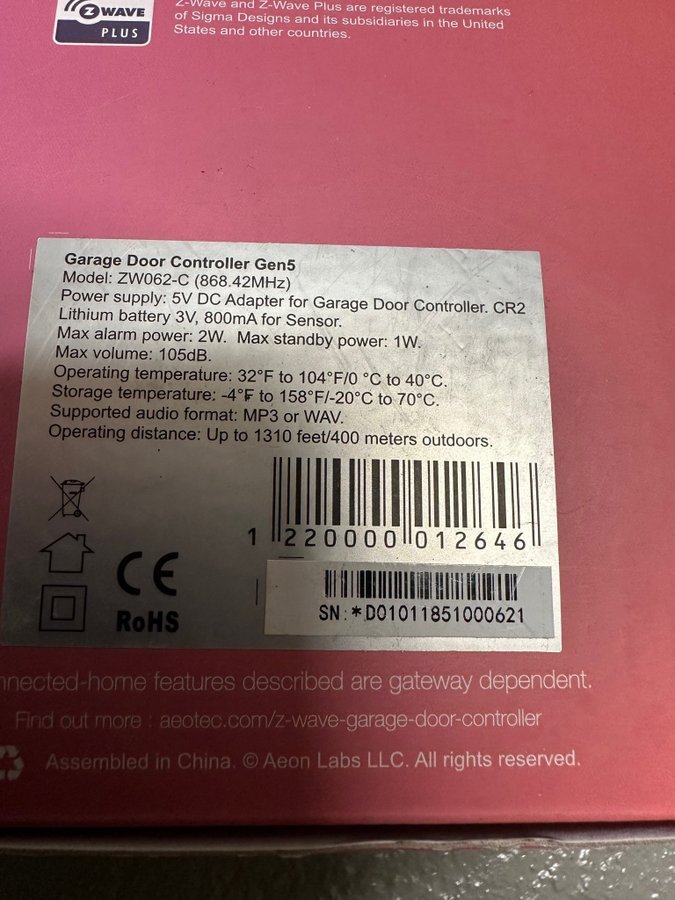 Z-WAVE
PLUS
Z-Wave and Z-Wave Plus are registered trademarks
of Sigma Designs and its subsidiaries in the United
States and other countries.
Garage Door Controller Gen5
Model: ZW062-C (868.42MHz)
Power supply: 5V DC Adapter for Garage Door Controller. CR2
Lithium battery 3V, 800mA for Sensor.
Max alarm power: 2W. Max standby power: 1W.
Max volume: 105dB.
Operating temperature: 32°F to 104°F/0 °C to 40°C.
Storage temperature: -4°F to 158°F/-20°C to 70°C.
Supported audio format: MP3 or WAV.
Operating distance: Up to 1310 feet/400 meters outdoors.
1 220000 012646
CE
RoHS
SN:*D01011851000621
nnected-home features described are gateway dependent.
Find out more : aeotec.com/z-wave-garage-door-controller
Assembled in China. © Aeon Labs LLC. All rights reserved.